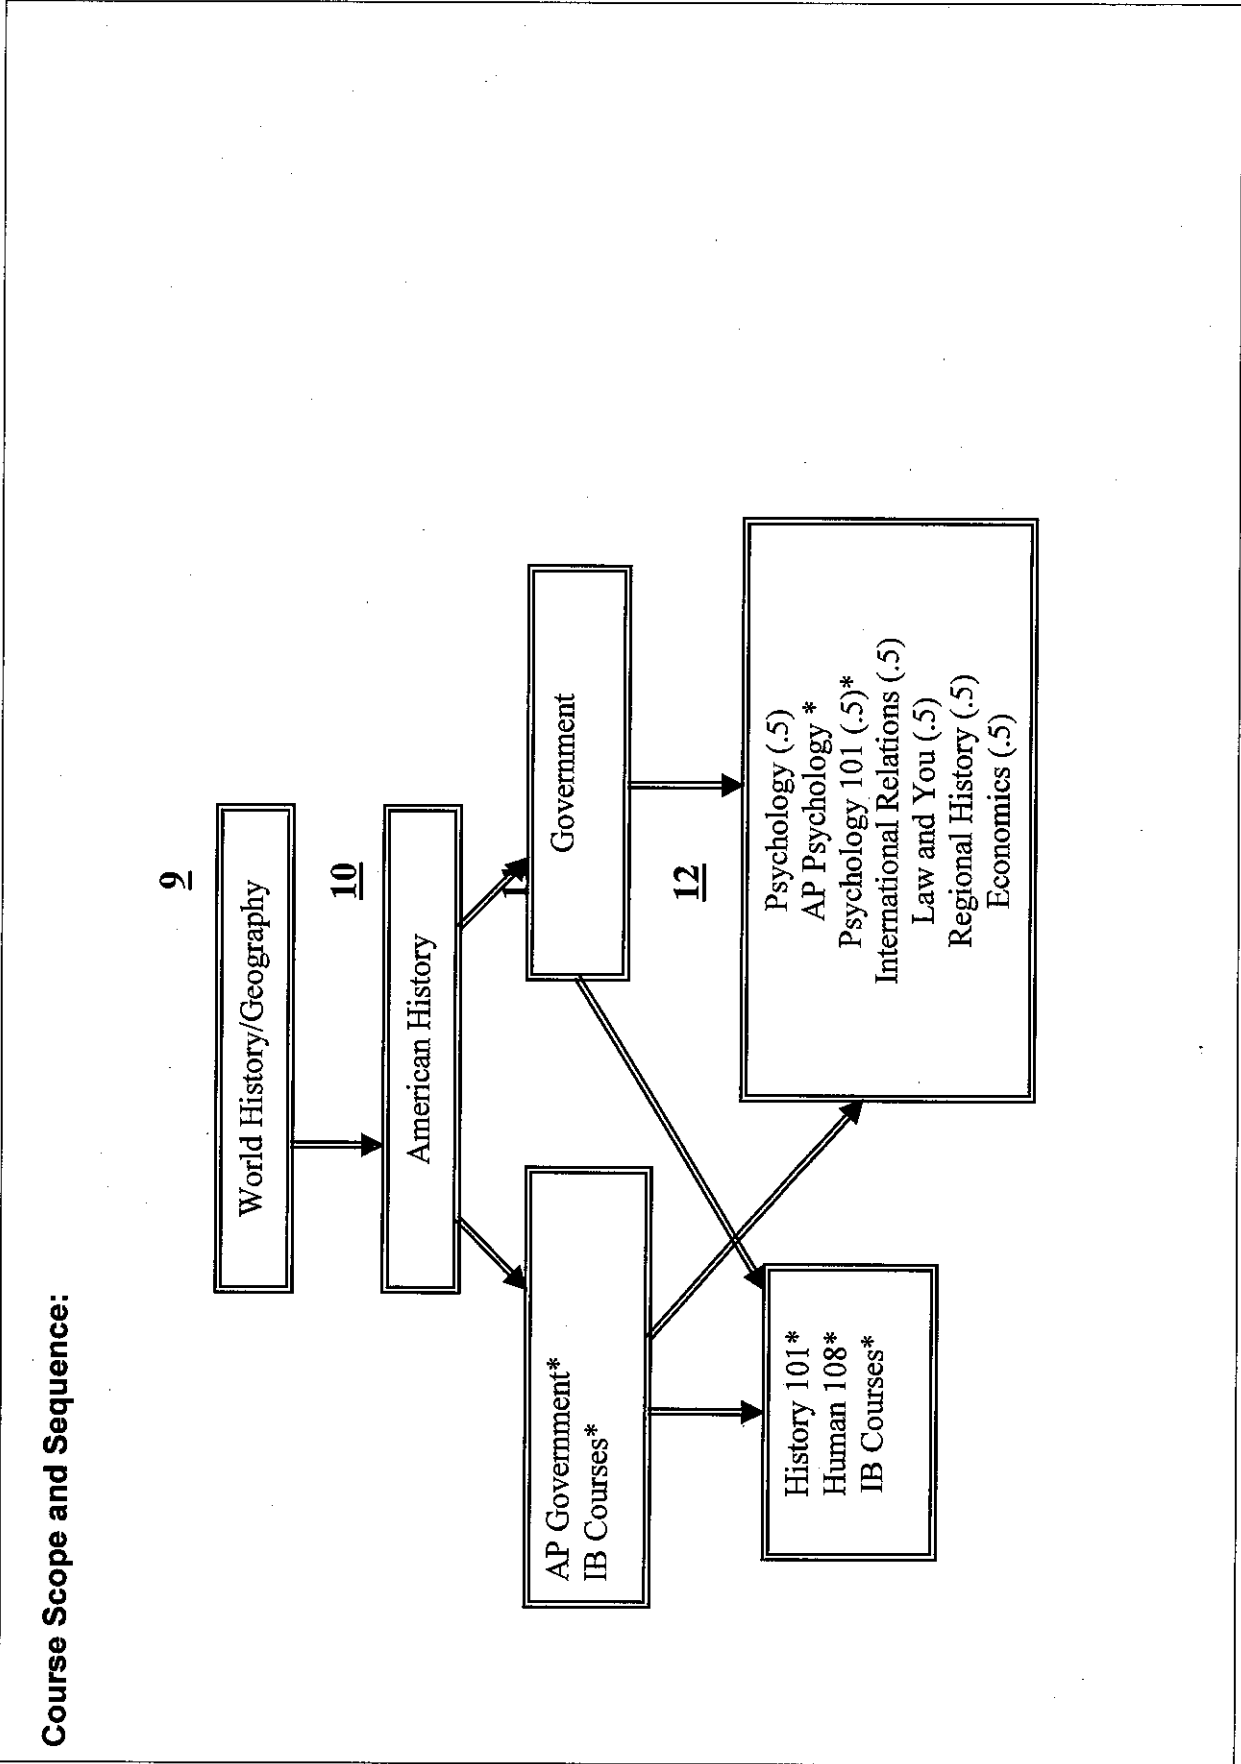 Course Scope and Sequence:
9
World History/Geography
10
American History
AP Government*
IB Courses*
Government
12
History 101*
Human 108*
IB Courses*
Psychology (.5)
AP Psychology *
Psychology 101 (.5)*
International Relations (.5)
Law and You (.5)
Regional History (.5)
Economics (.5)